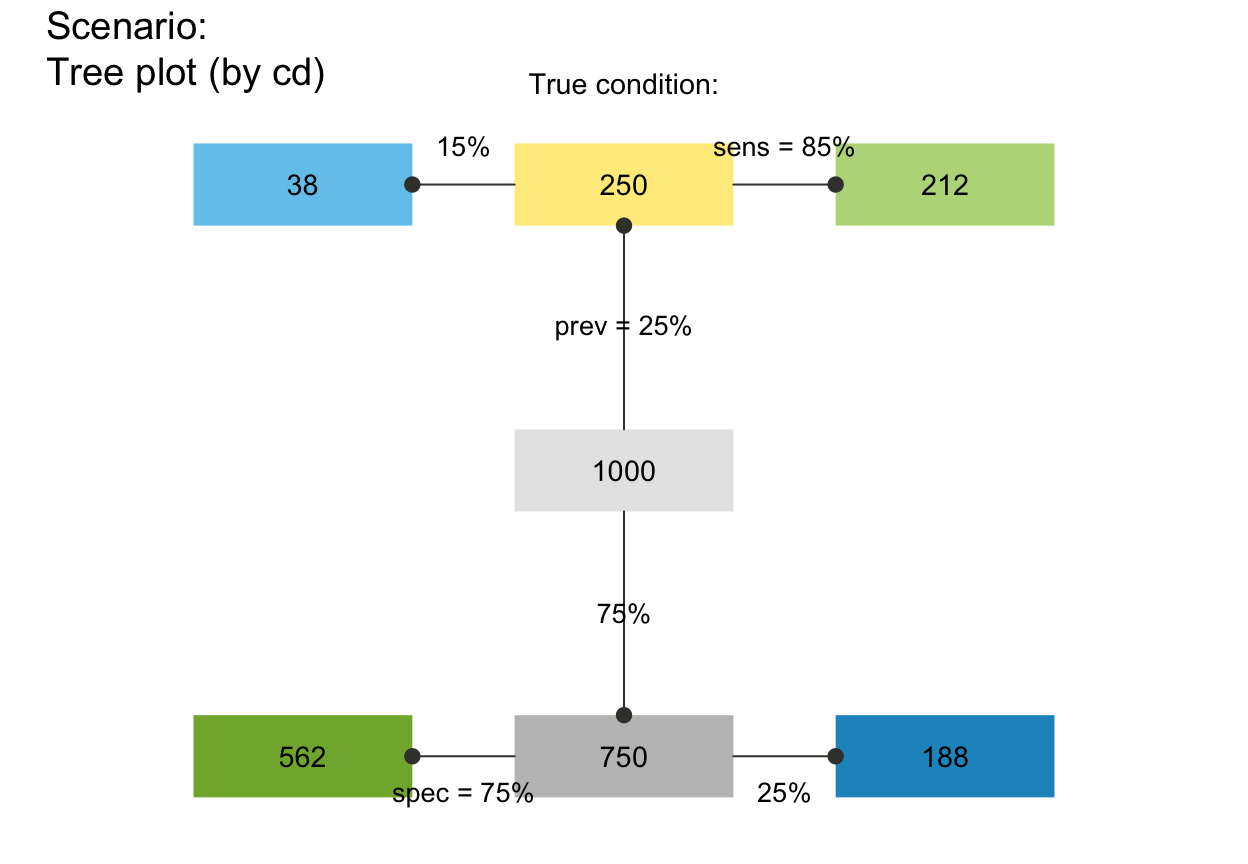 Scenario:
Tree plot (by cd)
True condition:
15%
sens = 85%
38
250
212
prev = 25%
1000
75%
562
750
188
spec = 75%
25%